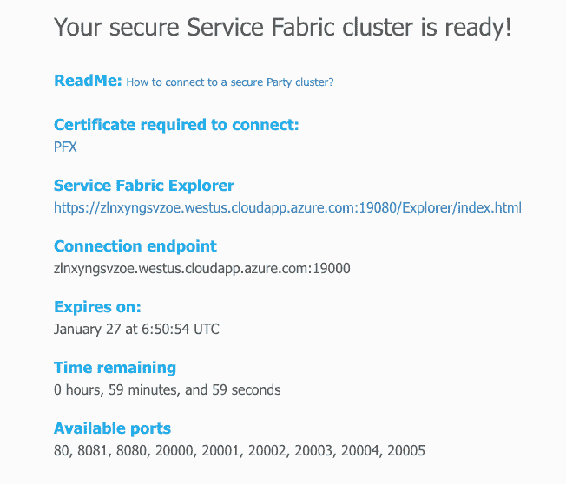 Your secure Service Fabric cluster is ready!
ReadMe: How to connect to a secure Party cluster?
Certificate required to connect:
PFX
Service Fabric Explorer
https://zlnxyngsvzoe.westus.cloudapp.azure.com:19080/Explorer/index.html
Connection endpoint
zlnxyngsvzoe.westus.cloudapp.azure.com:19000
Expires on:
January 27 at 6:50:54 UTC
Time remaining
0 hours, 59 minutes, and 59 seconds
Available ports
80, 8081, 8080, 20000, 20001, 20002, 20003, 20004, 20005